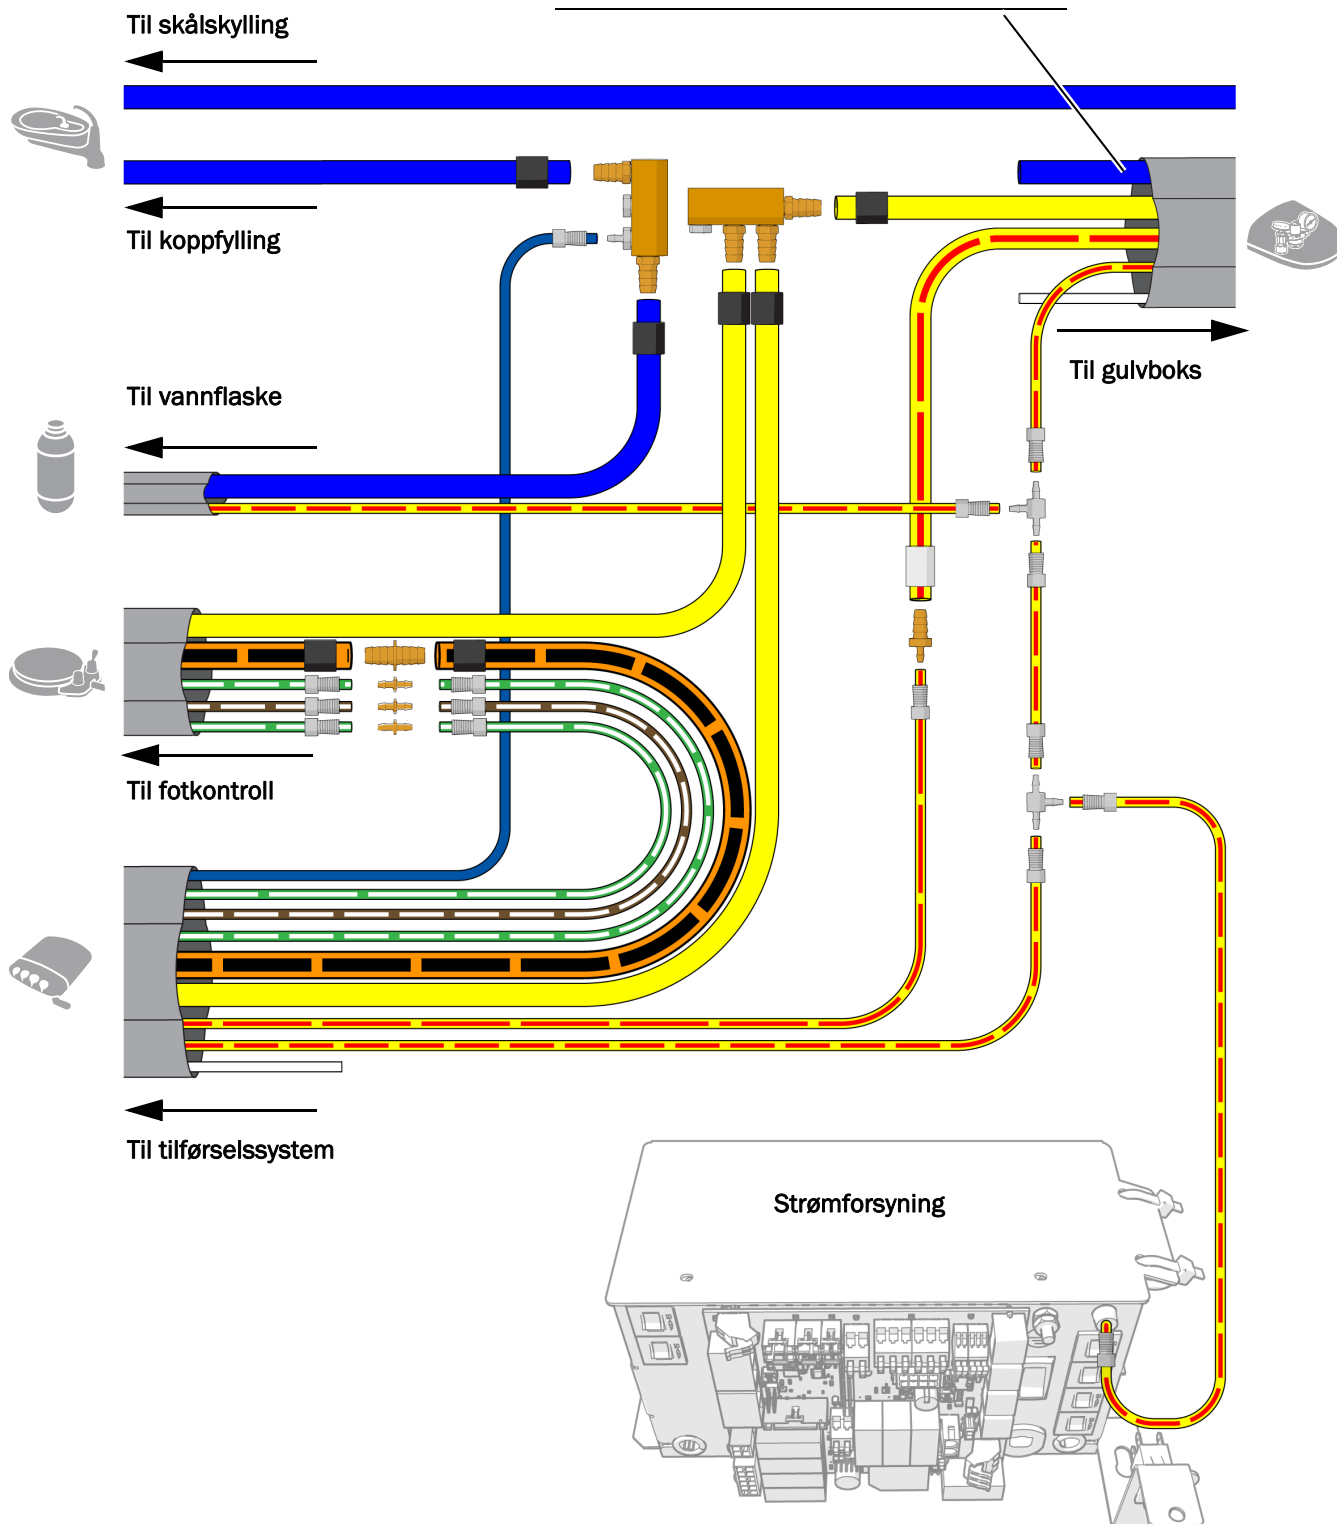 Til skålskylling
Til koppfylling
Til gulvboks
Til vannflaske
Til fotkontroll
Til tilførselssystem
Strømforsyning